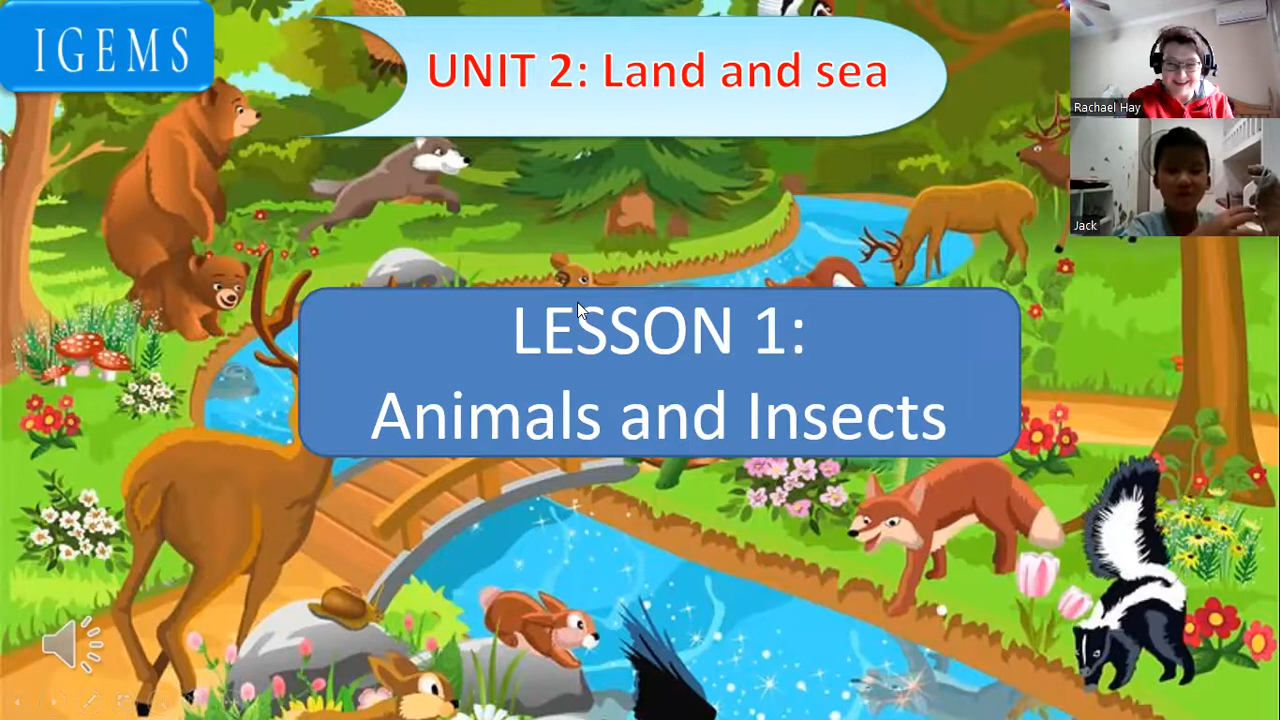 IGEMS
UNIT 2: Land and sea
Rachael Hay
Jack
LESSON 1:
Animals and Insects